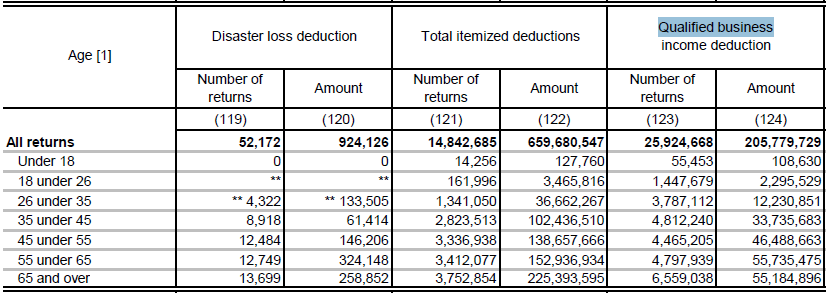 Age [1]
Disaster loss deduction
Total itemized deductions
Qualified business
income deduction
Number of
returns
Amount
Number of
returns
Amount
Number of
returns
Amount
(119) (120) (121) (122) (123) (124)
All returns 52,172 924,126 14,842,685 659,680,547 25,924,668 205,779,729
Under 18 0 0 14,256 127,760 55,453 108,630
18 under 26 ** ** 161,996 3,465,816 1,447,679 2,295,529
26 under 35 ** 4,322 ** 133,505 1,341,050 36,662,267 3,787,112 12,230,851
35 under 45 8,918 61,414 2,823,513 102,436,510 4,812,240 33,735,683
45 under 55 12,484 146,206 3,336,938 138,657,666 4,465,205 46,488,663
55 under 65 12,749 324,148 3,412,077 152,936,934 4,797,939 55,735,475
65 and over 13,699 258,852 3,752,854 225,393,595 6,559,038 55,184,896